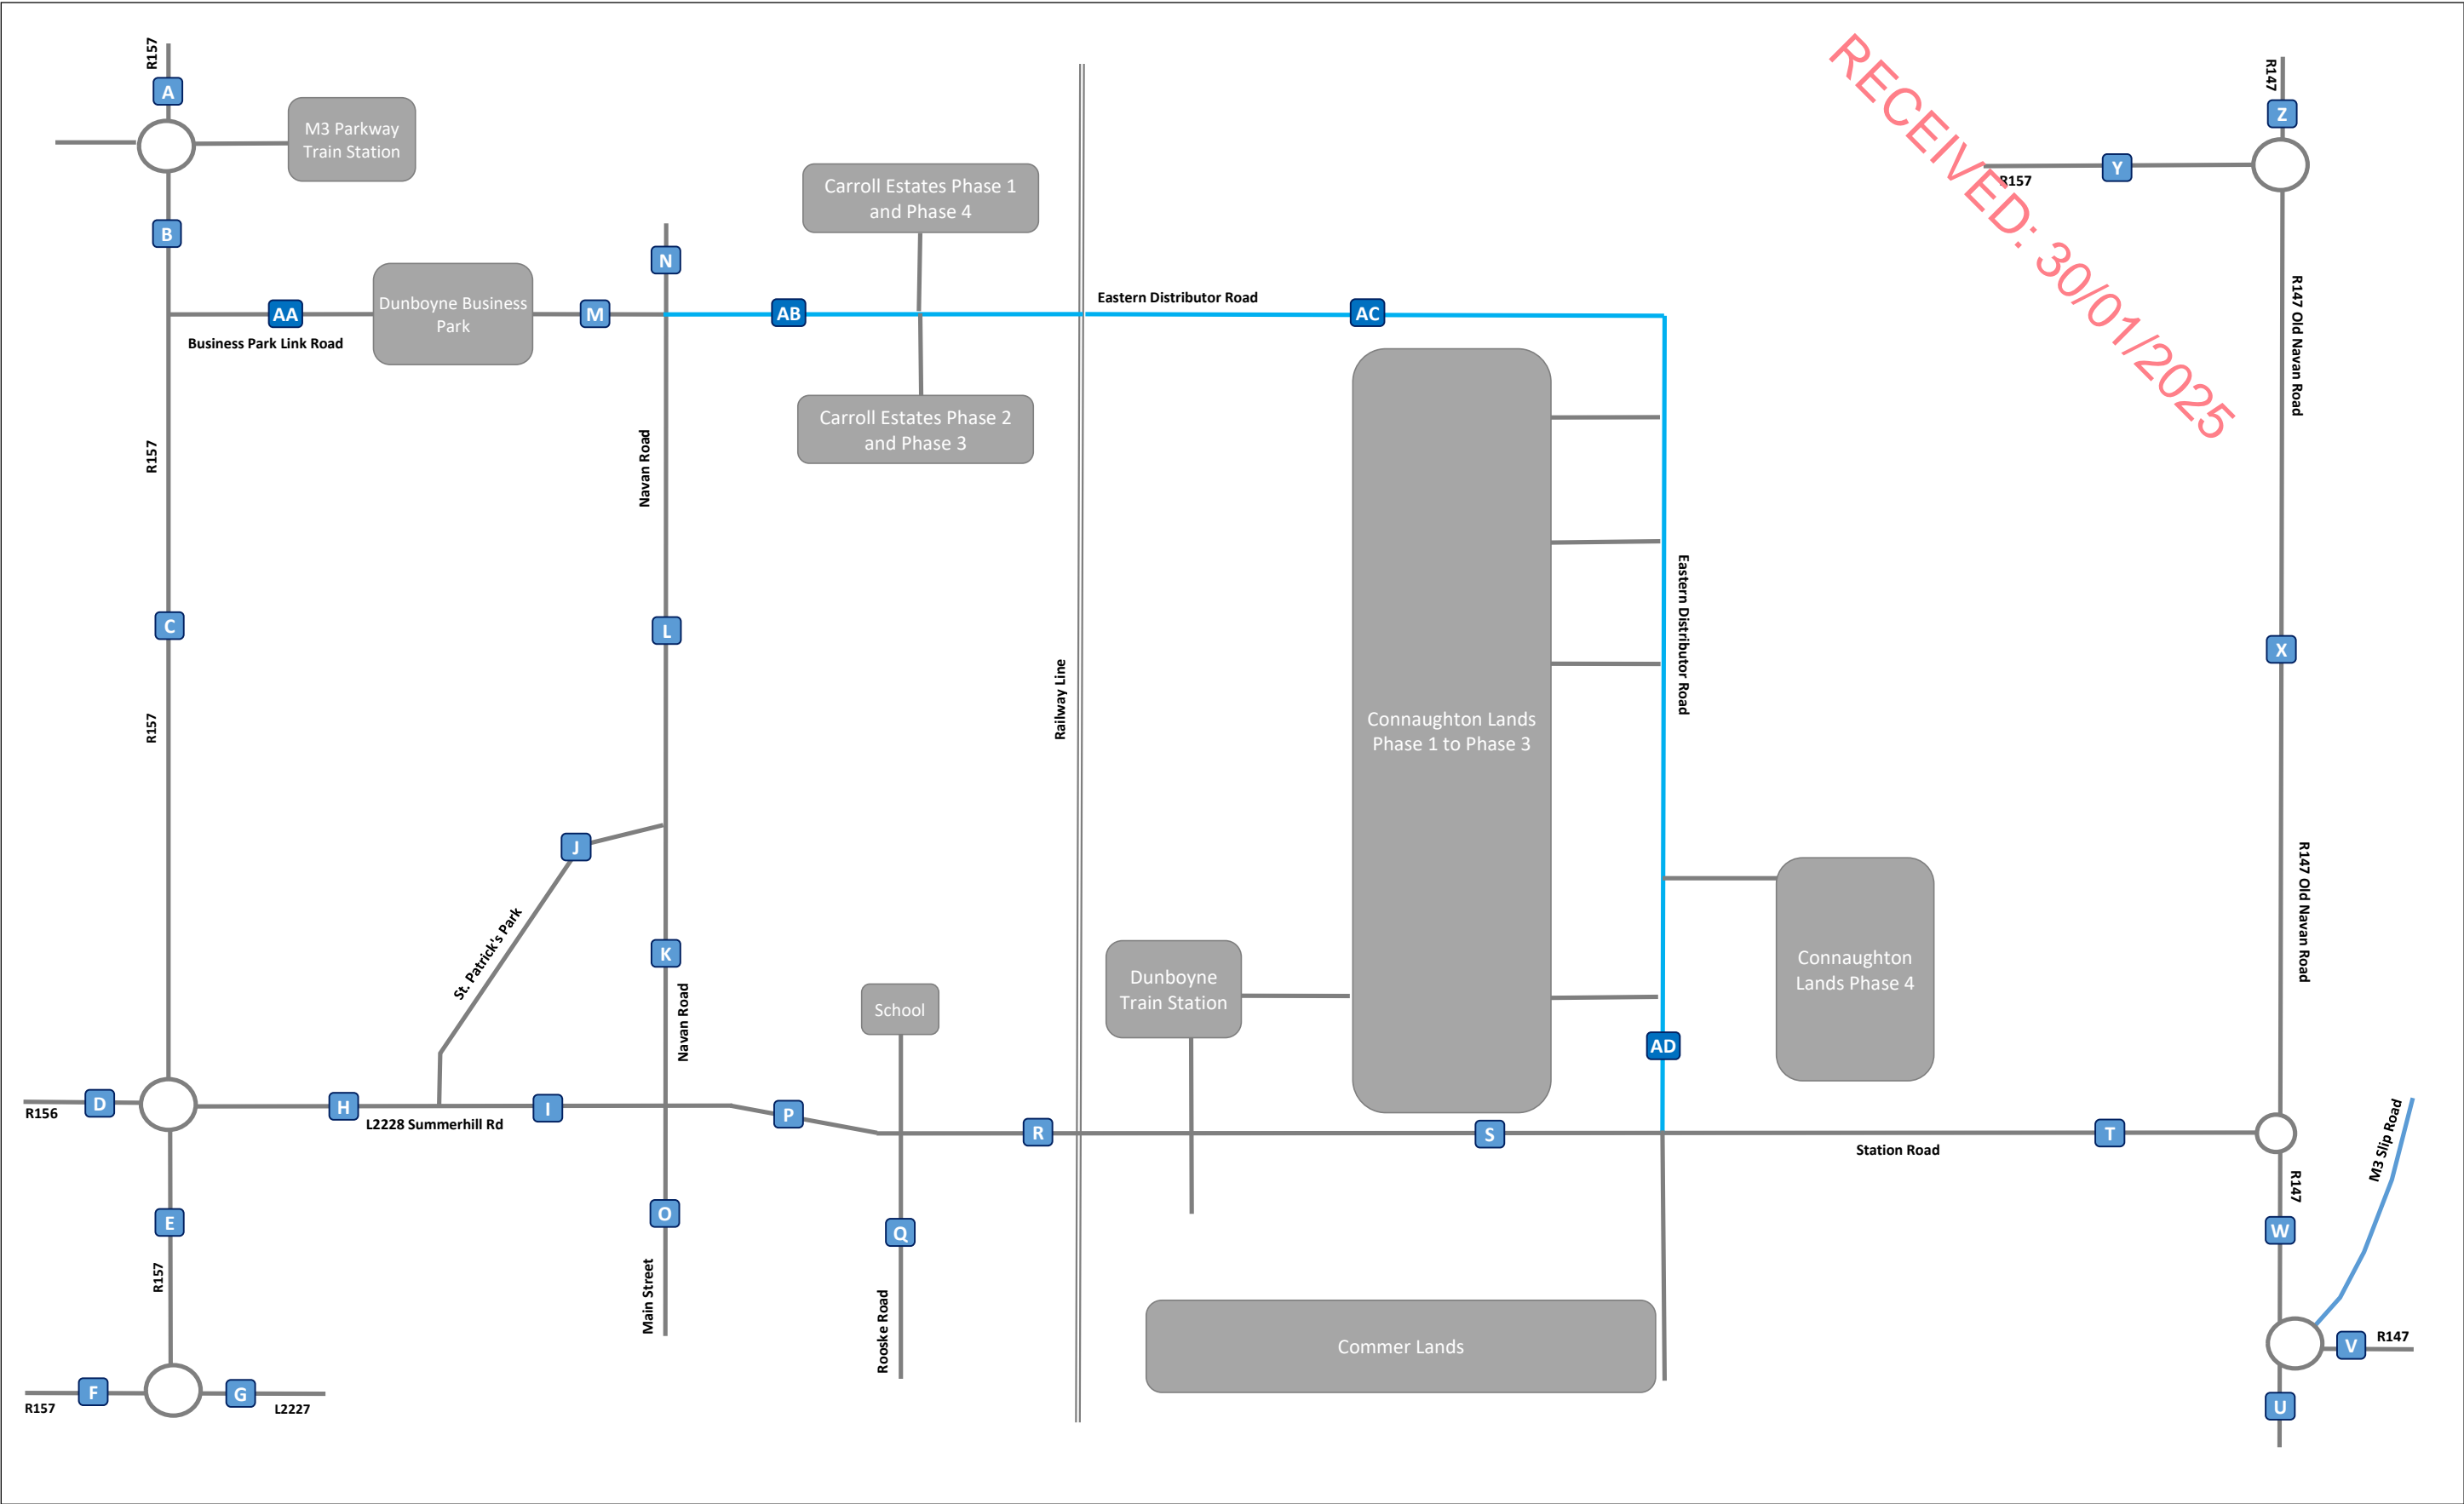 R157
A
M3 Parkway
Train Station
B
Carroll Estates Phase 1
and Phase 4
RECEIVED: 30/01/2025
R147
Z
Y
R157
N
AA
Dunboyne Business
Park
M
AB
Eastern Distributor Road
AC
Business Park Link Road
R147 Old Navan Road
Carroll Estates Phase 2
and Phase 3
R157
Navan Road
C
L
Eastern Distributor Road
X
R157
Railway Line
Connaughton Lands
Phase 1 to Phase 3
J
St. Patrick's Park
K
Navan Road
School
Dunboyne
Train Station
Connaughton
Lands Phase 4
R147 Old Navan Road
AD
D
R156
H
I
L2228 Summerhill Rd
P
R
S
T
Station Road
M3 Slip Road
R147
E
R157
O
Main Street
Q
Rooske Road
W
Commer Lands
V
R147
F
R157
G
L2227
U